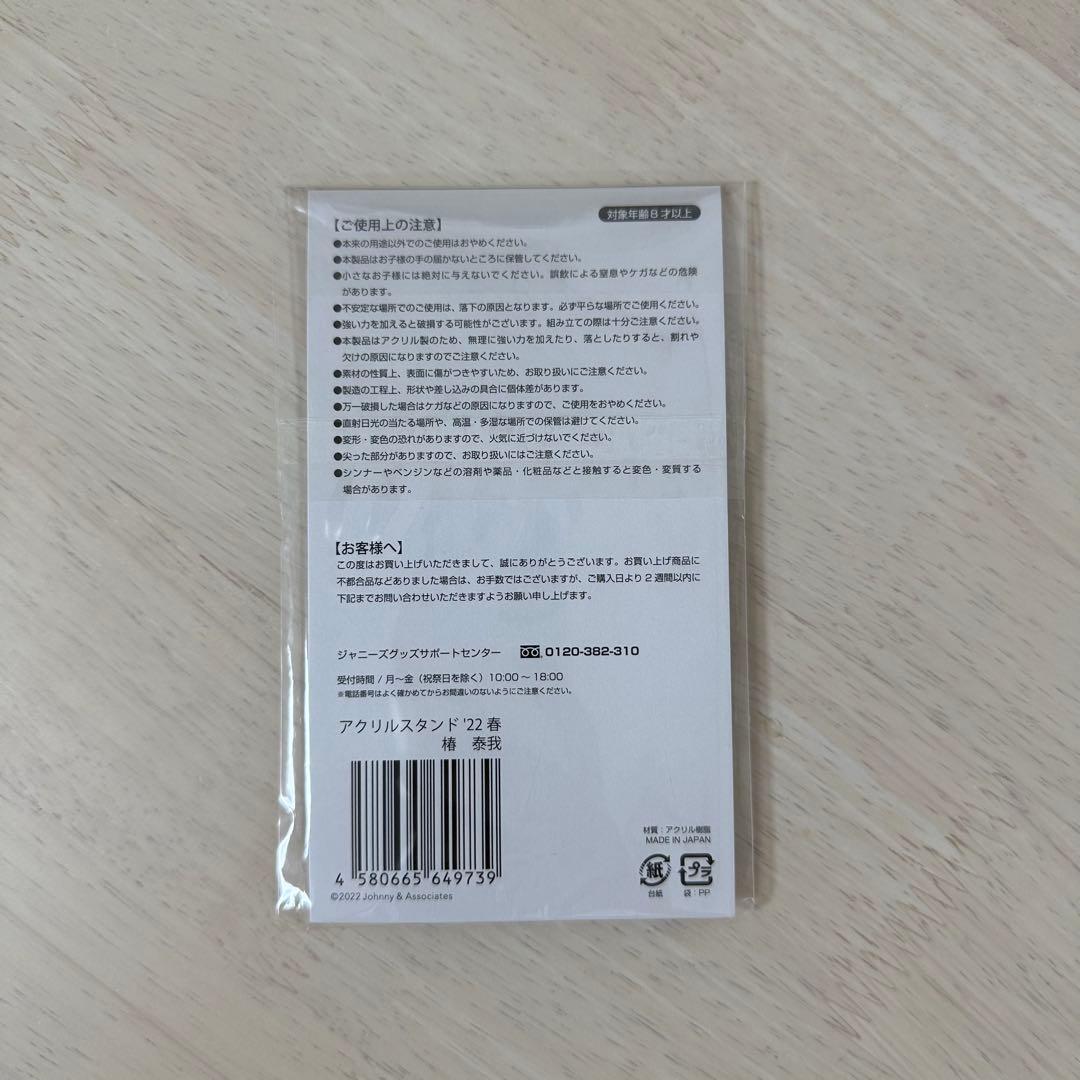 対象年齢8才以上
【ご使用上の注意】
●本来の用途以外でのご使用はおやめください。
●本製品はお子様の手の届かないところに保管してください。
●小さなお子様には絶対に与えないでください。誤飲による窒息やケガなどの危険
があります。
●不安定な場所でのご使用は、落下の原因となります。必ず平らな場所でご使用ください。
●強い力を加えると破損する可能性がございます。組み立ての際は十分ご注意ください。
●本製品はアクリル製のため、無理に強い力を加えたり、落としたりすると、割れや
欠けの原因になりますのでご注意ください。
●素材の性質上、表面に傷がつきやすいため、お取り扱いにご注意ください。
●製造の工程上、形状や差し込みの具合に個体差があります。
●万一破損した場合はケガなどの原因になりますので、ご使用をおやめください。
●直射日光の当たる場所や、高温・多湿な場所での保管は避けてください。
●変形・変色の恐れがありますので、火気に近づけないでください。
●尖った部分がありますので、お取り扱いにはご注意ください。
●シンナーやベンジンなどの溶剤や薬品・化粧品などと接触すると変色・変質する
場合があります。
【お客様へ】
この度はお買い上げいただきまして、誠にありがとうございます。お買い上げ商品に
不都合品などありました場合は、お手数ではございますが、ご購入日より2週間以内に
下記までお問い合わせいただきますようお願い申し上げます。
ジャニーズグッズサポートセンター 0120-382-310
受付時間/月〜金(祝祭日を除く)10:00〜18:00
※電話番号はよく確かめてからお間違いのないようにご注意ください。
アクリルスタンド'22春
椿 泰我
4 580665 649739
©2022 Johnny & Associates
材質:アクリル樹脂
MADE IN JAPAN
紙 プラ
台紙 袋:PP